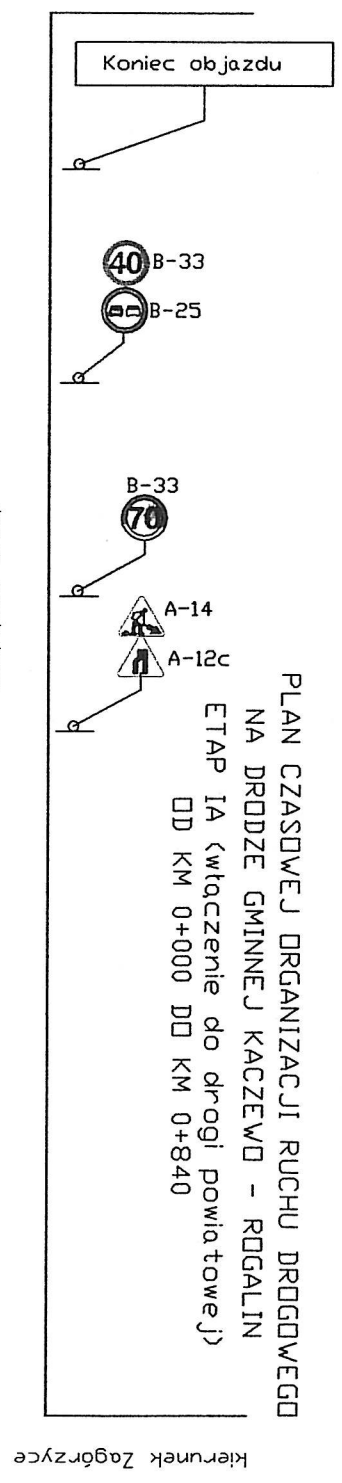 Koniec objazdu
40 B-33
B-25
B-33
70
A-14
A-12c
PLAN CZASOWEJ ORGANIZACJI RUCHU DROGOWEGO
NA DRODZE GMINNEJ KACZEWO - ROGALIN
ETAP IA (włączenie do drogi powiatowej)
OD KM 0+000 DO KM 0+840
kierunek Zagórzyce